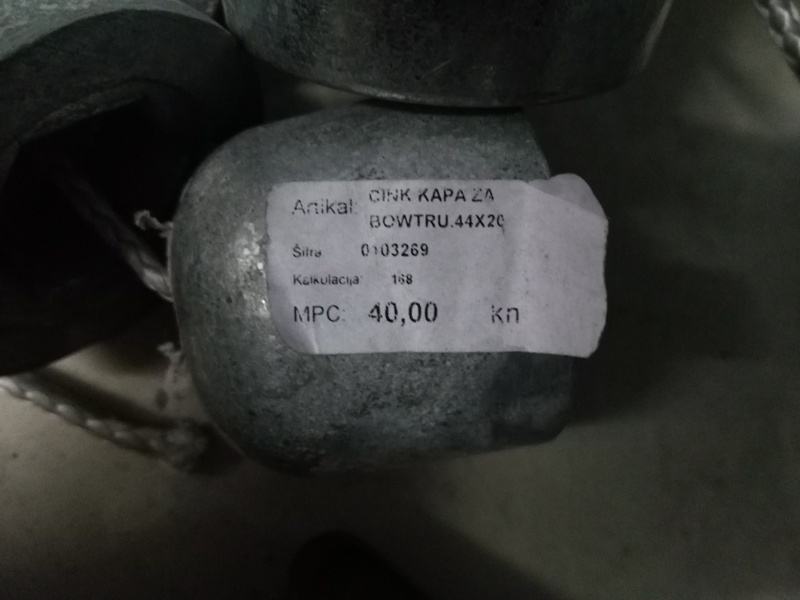 Artikal: CINK KAPA ZA
BOWTRU.44X20
Šifra 0103269
Kalkulacija: 168
MPC: 40,00 kn